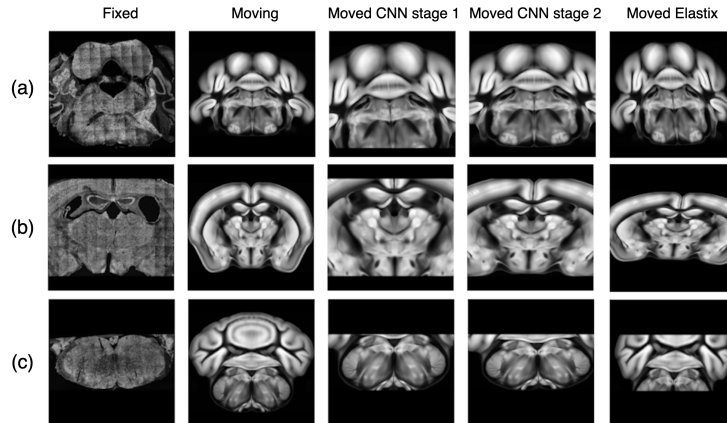 Fixed Moving Moved CNN stage 1 Moved CNN stage 2 Moved Elastix
(a)
(b)
(c)